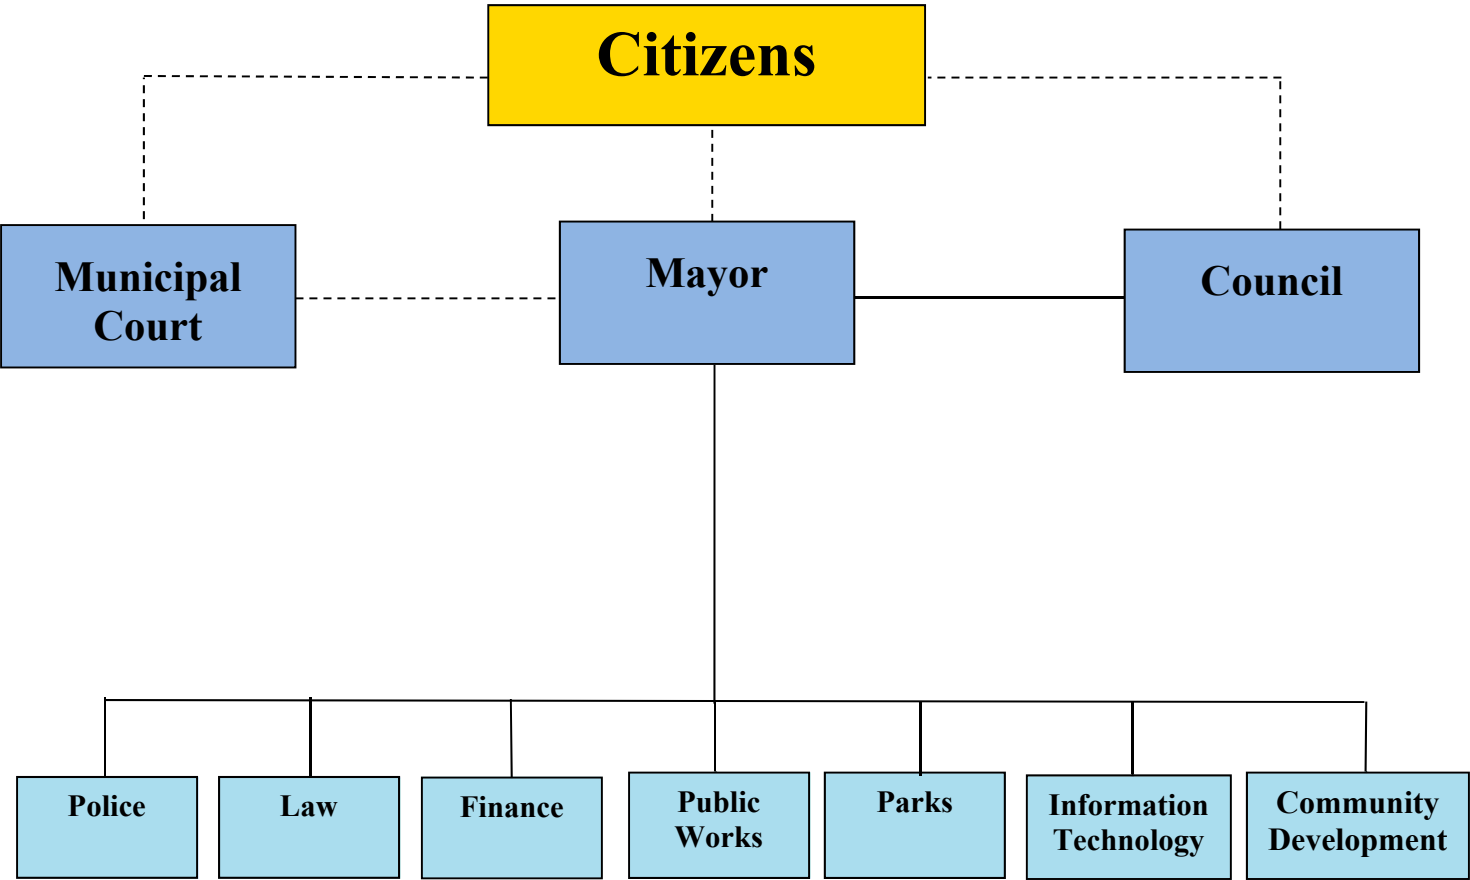 Citizens
Municipal
Court
Mayor
Council
Police
Law
Finance
Public
Works
Parks
Information
Technology
Community
Development